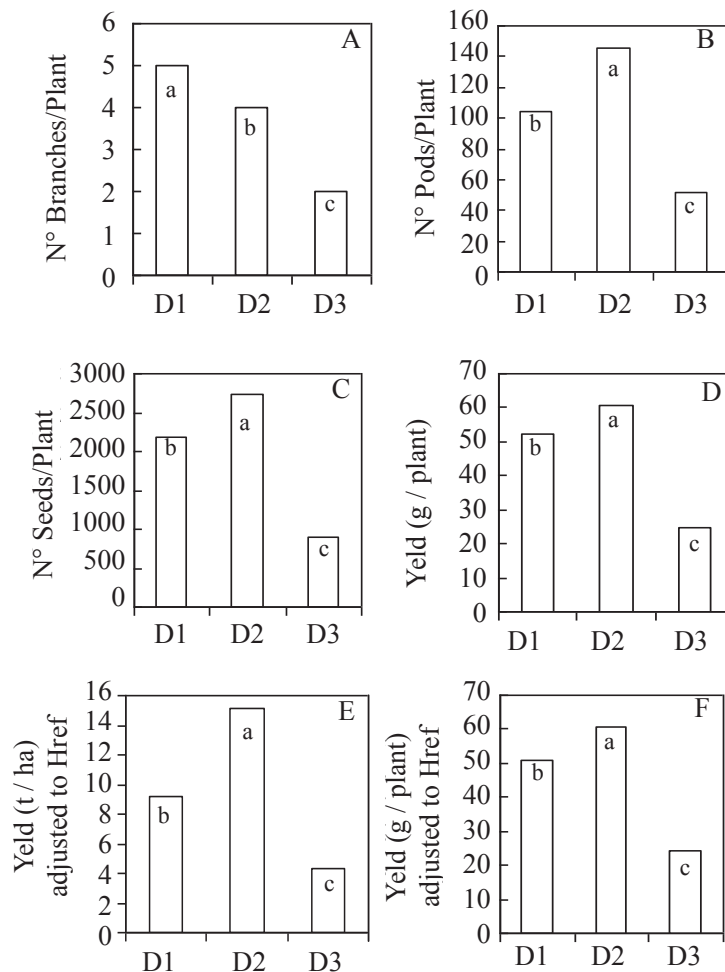 A
N° Branches/Plant
6
5
4
3
2
1
0
a
b
c
D1 D2 D3
B
N° Pods/Plant
160
140
120
100
80
60
40
20
0
b
a
c
D1 D2 D3
C
N° Seeds/Plant
3000
2500
2000
1500
1000
500
0
b
a
c
D1 D2 D3
D
Yeld (g / plant)
70
60
50
40
30
20
10
0
b
a
c
D1 D2 D3
E
Yeld (t / ha)
adjusted to Href
16
14
12
10
8
6
4
2
0
b
a
c
D1 D2 D3
F
Yeld (g / plant)
adjusted to Href
70
60
50
40
30
20
10
0
b
a
c
D1 D2 D3